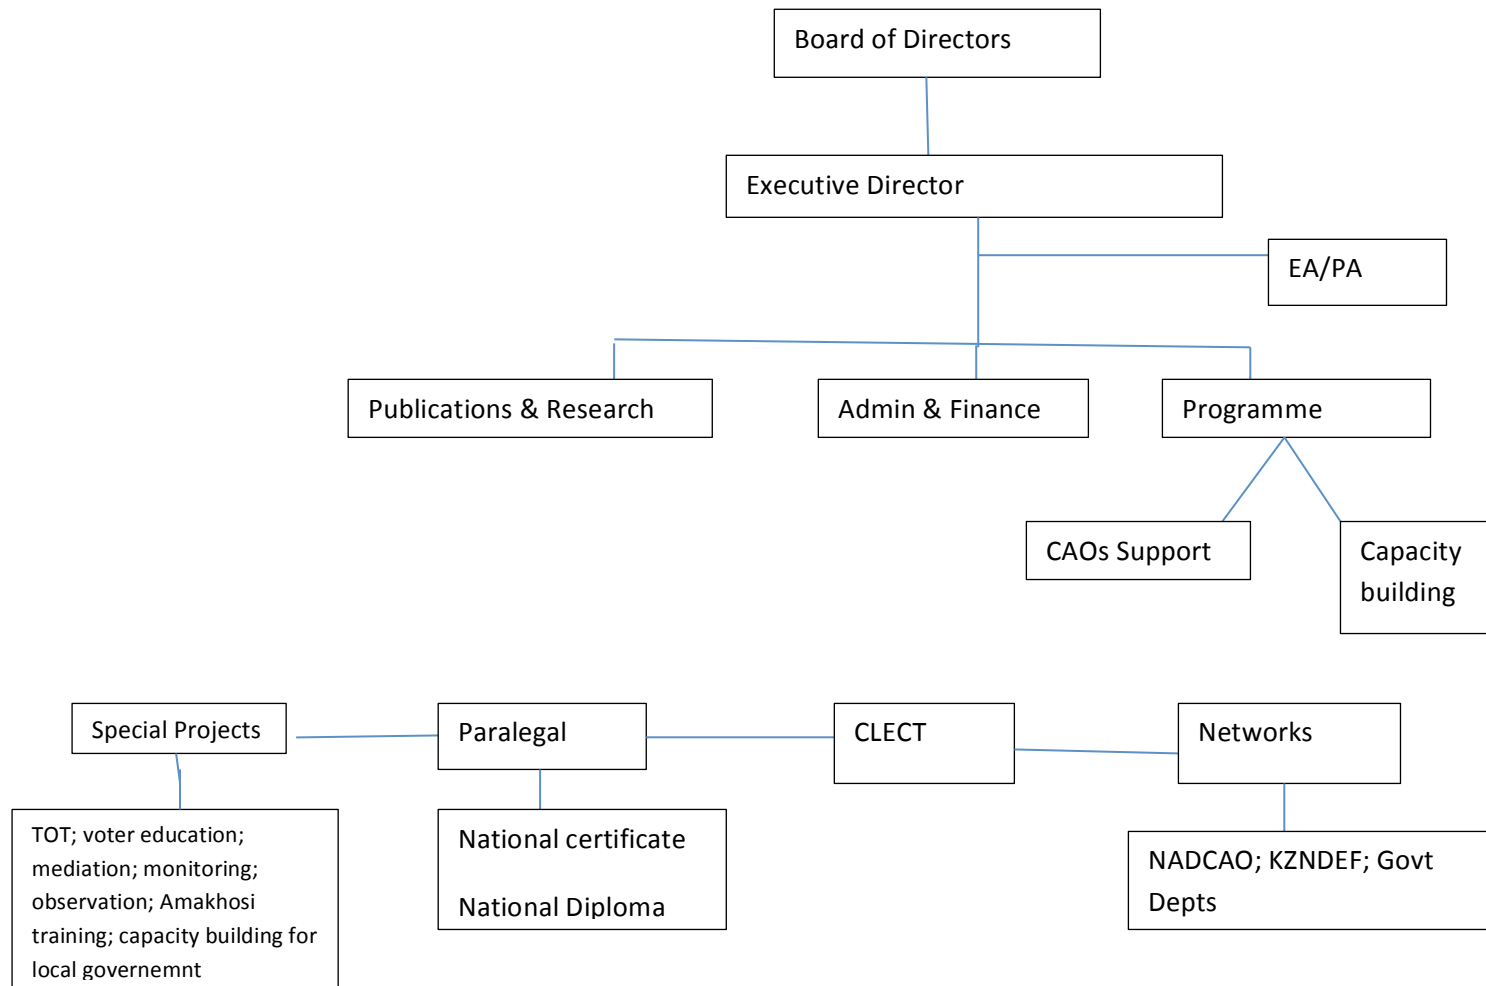 Board of Directors
Executive Director
EA/PA
Publications & Research
Admin & Finance
Programme
CAOs Support
Capacity
building
Special Projects
Paralegal
CLECT
Networks
TOT; voter education;
mediation; monitoring;
observation; Amakhosi
training; capacity building for
local governemnt
National certificate
National Diploma
NADCAO; KZNDEF; Govt
Depts